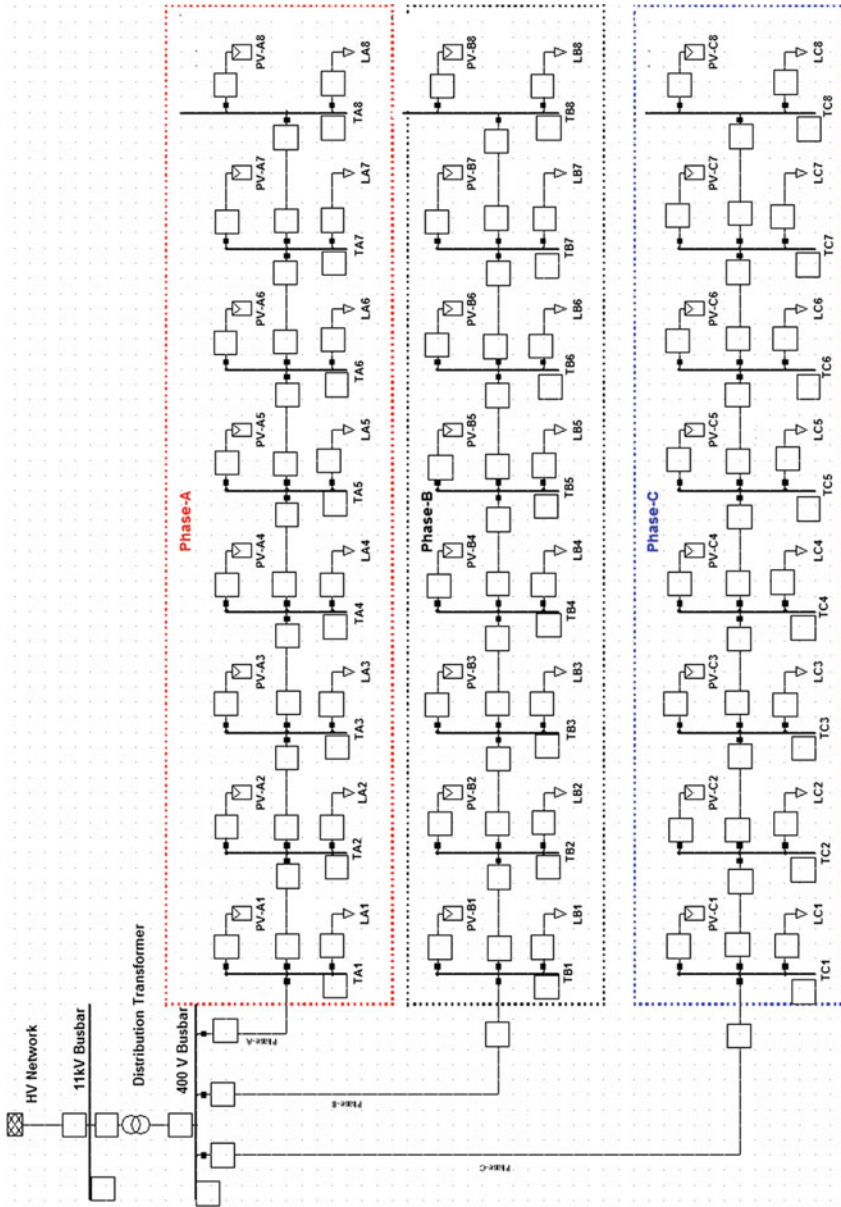 HV Network
11kV Busbar
Distribution Transformer
400 V Busbar
Phase-A
Phase-B
Phase-C
Phase-A
PV-A1
PV-A2
PV-A3
PV-A4
PV-A5
PV-A6
PV-A7
PV-A8
LA1
LA2
LA3
LA4
LA5
LA6
LA7
LA8
TA1
TA2
TA3
TA4
TA5
TA6
TA7
TA8
Phase-B
PV-B1
PV-B2
PV-B3
PV-B4
PV-B5
PV-B6
PV-B7
PV-B8
LB1
LB2
LB3
LB4
LB5
LB6
LB7
LB8
TB1
TB2
TB3
TB4
TB5
TB6
TB7
TB8
Phase-C
PV-C1
PV-C2
PV-C3
PV-C4
PV-C5
PV-C6
PV-C7
PV-C8
LC1
LC2
LC3
LC4
LC5
LC6
LC7
LC8
TC1
TC2
TC3
TC4
TC5
TC6
TC7
TC8